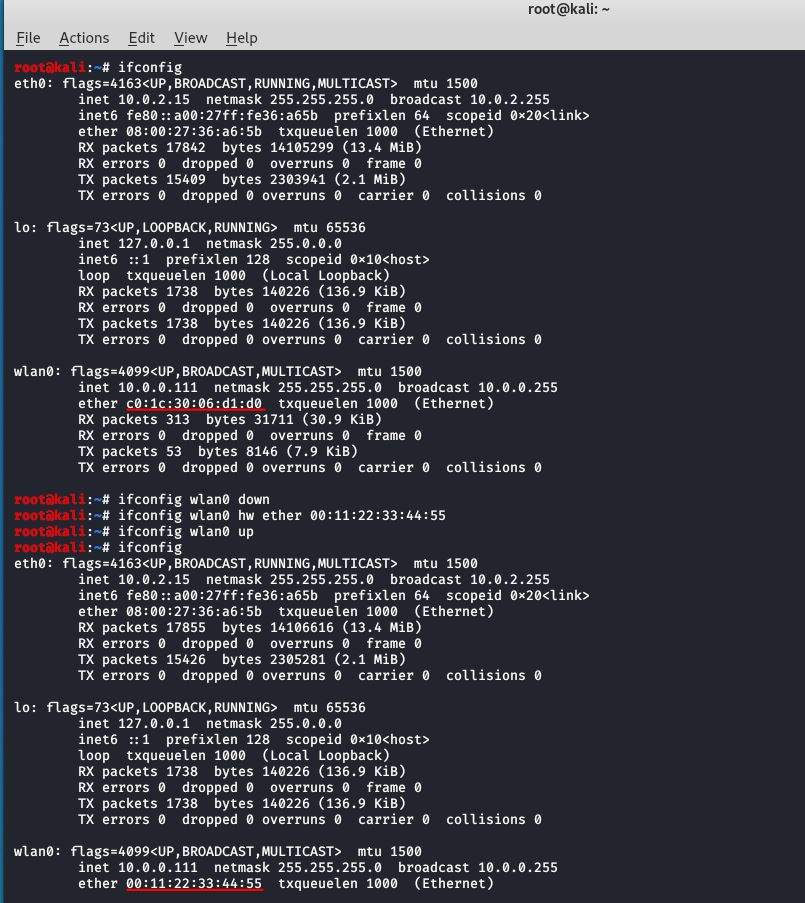 root@kali: ~
File Actions Edit View Help
root@kali:~# ifconfig
eth0: flags=4163<UP,BROADCAST,RUNNING,MULTICAST>  mtu 1500
        inet 10.0.2.15  netmask 255.255.255.0  broadcast 10.0.2.255
        inet6 fe80::a00:27ff:fe36:a65b  prefixlen 64  scopeid 0×20<link>
        ether 08:00:27:36:a6:5b  txqueuelen 1000  (Ethernet)
        RX packets 17842  bytes 14105299 (13.4 MiB)
        RX errors 0  dropped 0  overruns 0  frame 0
        TX packets 15409  bytes 2303941 (2.1 MiB)
        TX errors 0  dropped 0 overruns 0  carrier 0  collisions 0
lo: flags=73<UP,LOOPBACK,RUNNING>  mtu 65536
        inet 127.0.0.1  netmask 255.0.0.0
        inet6 ::1  prefixlen 128  scopeid 0×10<host>
        loop  txqueuelen 1000  (Local Loopback)
        RX packets 1738  bytes 140226 (136.9 KiB)
        RX errors 0  dropped 0  overruns 0  frame 0
        TX packets 1738  bytes 140226 (136.9 KiB)
        TX errors 0  dropped 0 overruns 0  carrier 0  collisions 0
wlan0: flags=4099<UP,BROADCAST,MULTICAST>  mtu 1500
        inet 10.0.0.111  netmask 255.255.255.0  broadcast 10.0.0.255
        ether c0:1c:30:06:d1:d0  txqueuelen 1000  (Ethernet)
        RX packets 313  bytes 31711 (30.9 KiB)
        RX errors 0  dropped 0  overruns 0  frame 0
        TX packets 53  bytes 8146 (7.9 KiB)
        TX errors 0  dropped 0 overruns 0  carrier 0  collisions 0
root@kali:~# ifconfig wlan0 down
root@kali:~# ifconfig wlan0 hw ether 00:11:22:33:44:55
root@kali:~# ifconfig wlan0 up
root@kali:~# ifconfig
eth0: flags=4163<UP,BROADCAST,RUNNING,MULTICAST>  mtu 1500
        inet 10.0.2.15  netmask 255.255.255.0  broadcast 10.0.2.255
        inet6 fe80::a00:27ff:fe36:a65b  prefixlen 64  scopeid 0×20<link>
        ether 08:00:27:36:a6:5b  txqueuelen 1000  (Ethernet)
        RX packets 17855  bytes 14106616 (13.4 MiB)
        RX errors 0  dropped 0  overruns 0  frame 0
        TX packets 15426  bytes 2305281 (2.1 MiB)
        TX errors 0  dropped 0 overruns 0  carrier 0  collisions 0
lo: flags=73<UP,LOOPBACK,RUNNING>  mtu 65536
        inet 127.0.0.1  netmask 255.0.0.0
        inet6 ::1  prefixlen 128  scopeid 0×10<host>
        loop  txqueuelen 1000  (Local Loopback)
        RX packets 1738  bytes 140226 (136.9 KiB)
        RX errors 0  dropped 0  overruns 0  frame 0
        TX packets 1738  bytes 140226 (136.9 KiB)
        TX errors 0  dropped 0 overruns 0  carrier 0  collisions 0
wlan0: flags=4099<UP,BROADCAST,MULTICAST>  mtu 1500
        inet 10.0.0.111  netmask 255.255.255.0  broadcast 10.0.0.255
        ether 00:11:22:33:44:55  txqueuelen 1000  (Ethernet)